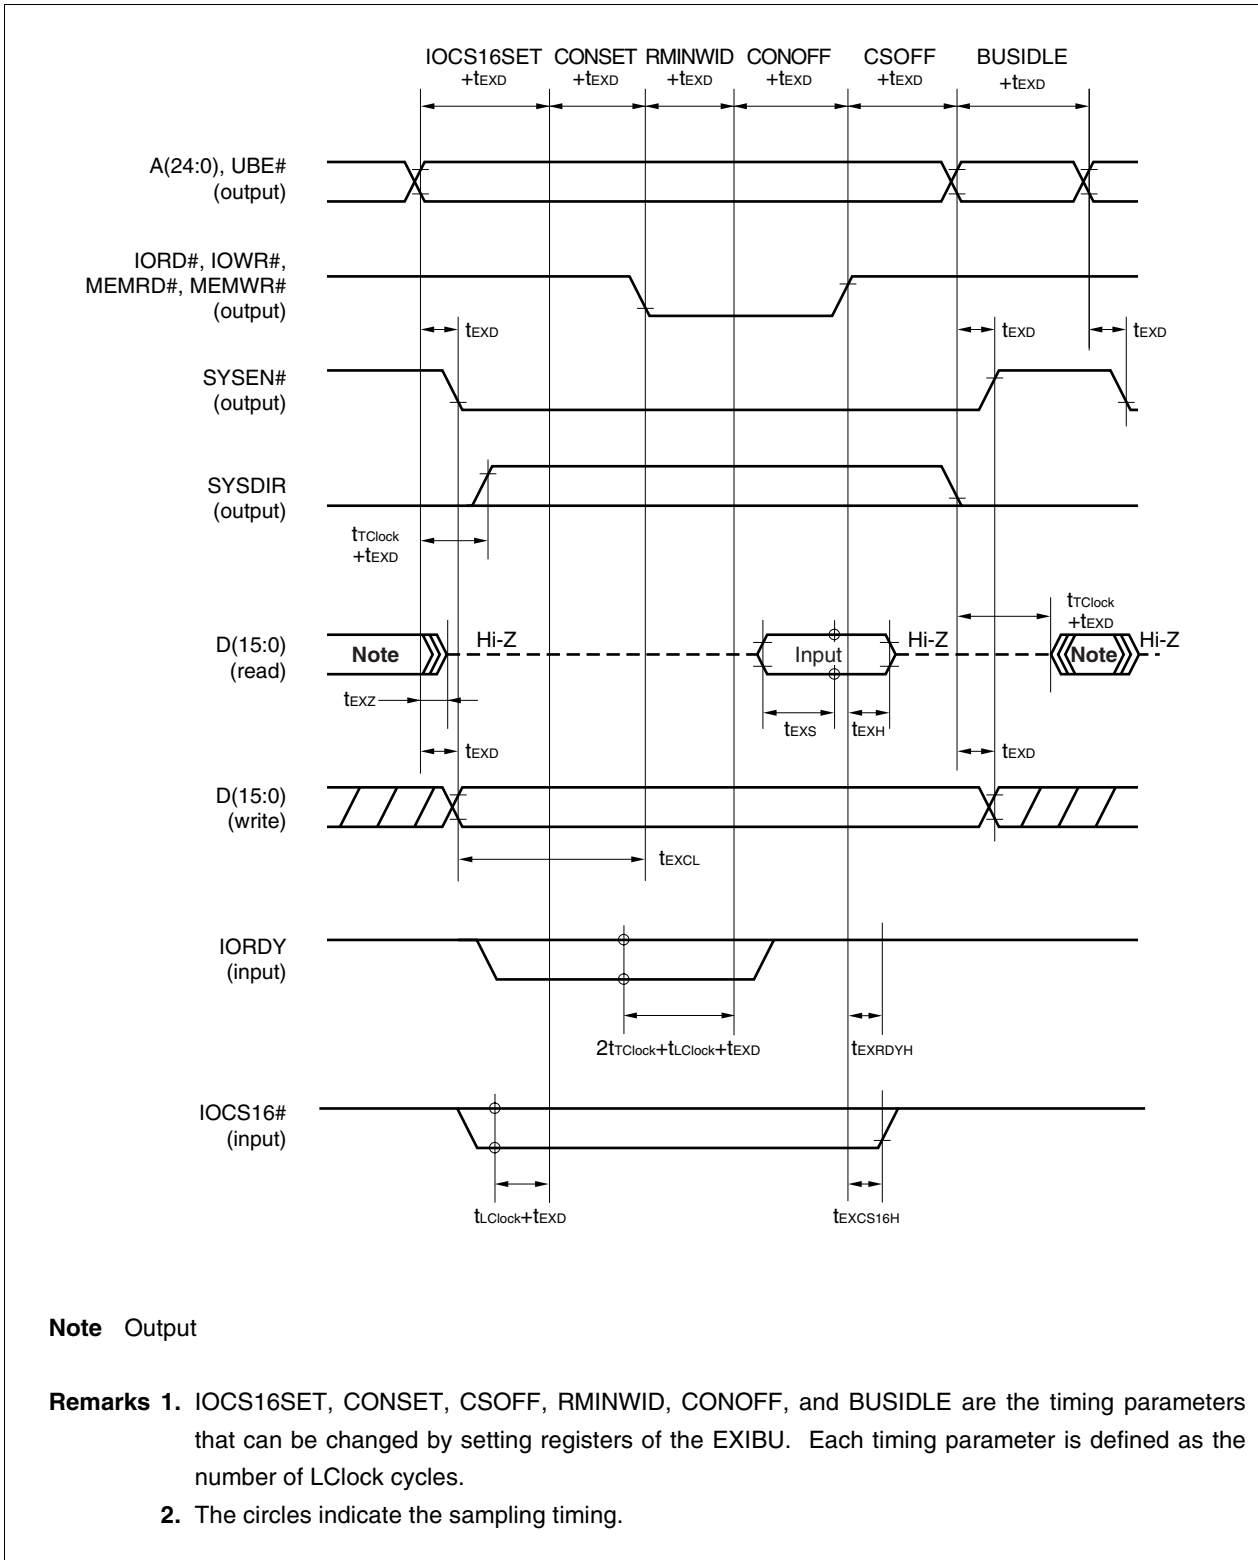 IOCS16SET CONSET RMINWID CONOFF CSOFF BUSIDLE
+tEXD +tEXD +tEXD +tEXD +tEXD +tEXD
A(24:0), UBE#
(output)
IORD#, IOWR#,
MEMRD#, MEMWR#
(output)
tEXD tEXD tEXD
SYSEN#
(output)
SYSDIR
(output)
tTClock
+tEXD
tTClock
+tEXD
D(15:0)
(read)
Note Hi-Z Input Hi-Z Note Hi-Z
tEXZ tEXS tEXH
tEXD tEXD
D(15:0)
(write)
tEXCL
IORDY
(input)
2tTClock+tLClock+tEXD tEXRDYH
IOCS16#
(input)
tLClock+tEXD tEXCS16H
Note Output
Remarks 1. IOCS16SET, CONSET, CSOFF, RMINWID, CONOFF, and BUSIDLE are the timing parameters
that can be changed by setting registers of the EXIBU. Each timing parameter is defined as the
number of LClock cycles.
2. The circles indicate the sampling timing.